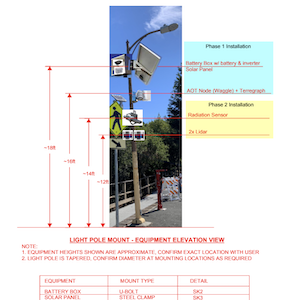 Phase 1 Installation
Battery Box w/ battery & Inverter
Solar Panel
AOT Node (Waggle) + Terragraph
Phase 2 Installation
Radiation Sensor
2x Lidar
~18ft
~16ft
~14ft
~12ft
LIGHT POLE MOUNT - EQUIPMENT ELEVATION VIEW
NOTE:
1. EQUIPMENT HEIGHTS SHOWN ARE APPROXIMATE. CONFIRM EXACT LOCATION WITH USER
2. LIGHT POLE IS TAPERED, CONFIRM DIAMETER AT MOUNTING LOCATIONS AS REQUIRED
EQUIPMENT MOUNT TYPE: DETAIL
BATTERY BOX U-BOLT SK2
SOLAR PANEL STEEL CLAMP SK3